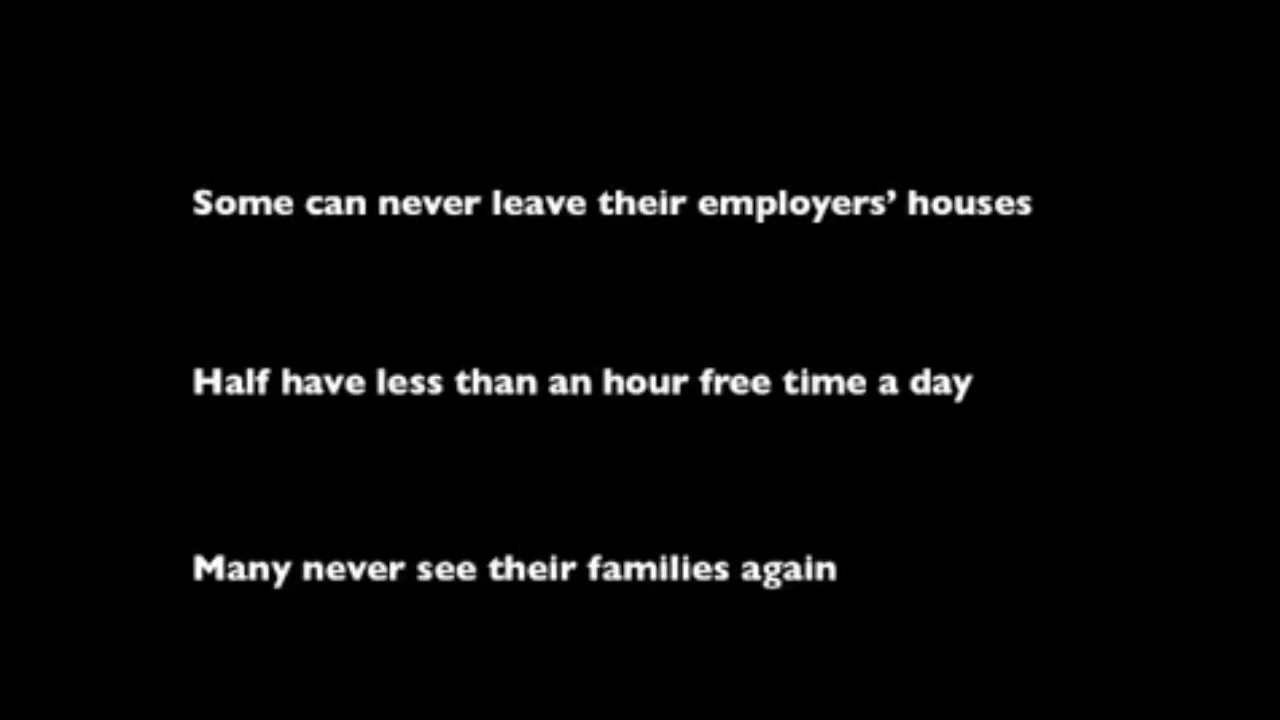 Some can never leave their employers’ houses
Half have less than an hour free time a day
Many never see their families again